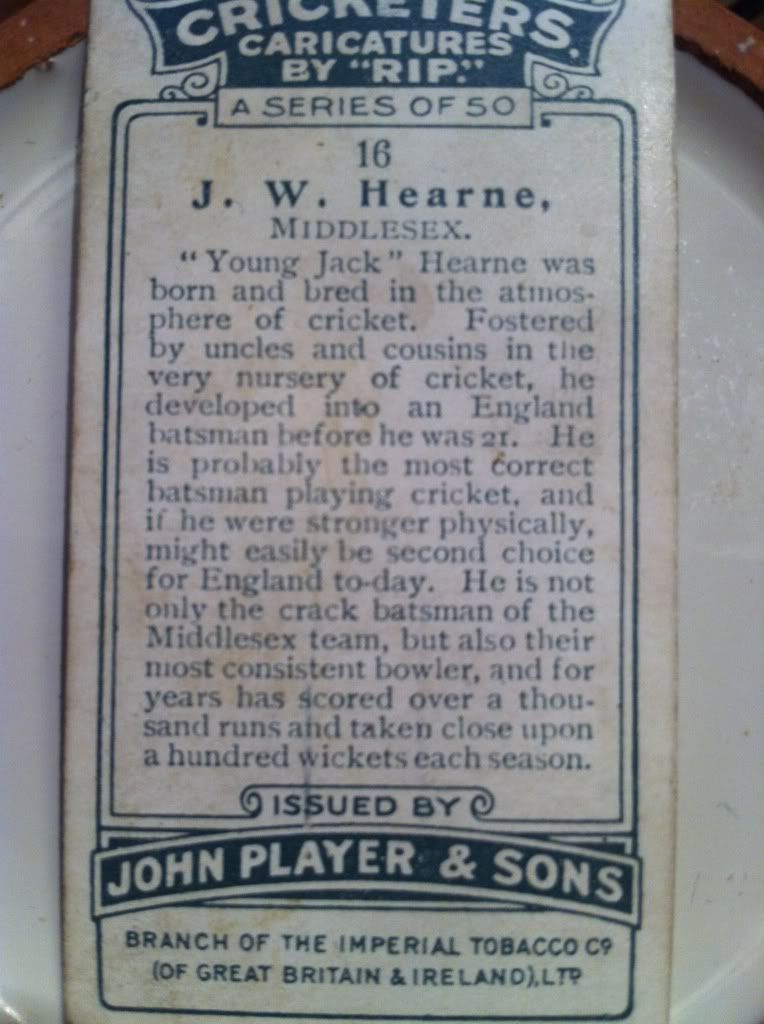 CRICKETERS,
CARICATURES
BY "RIP."
A SERIES OF 50
16
J. W. Hearne,
MIDDLESEX.
"Young Jack" Hearne was
born and bred in the atmos-
phere of cricket. Fostered
by uncles and cousins in the
very nursery of cricket, he
developed into an England
batsman before he was 21. He
is probably the most correct
batsman playing cricket, and
if he were stronger physically,
might easily be second choice
for England to-day. He is not
only the crack batsman of the
Middlesex team, but also their
most consistent bowler, and for
years has scored over a thou-
sand runs and taken close upon
a hundred wickets each season.
ISSUED BY
JOHN PLAYER & SONS
BRANCH OF THE IMPERIAL TOBACCO CO
(OF GREAT BRITAIN & IRELAND), LTD